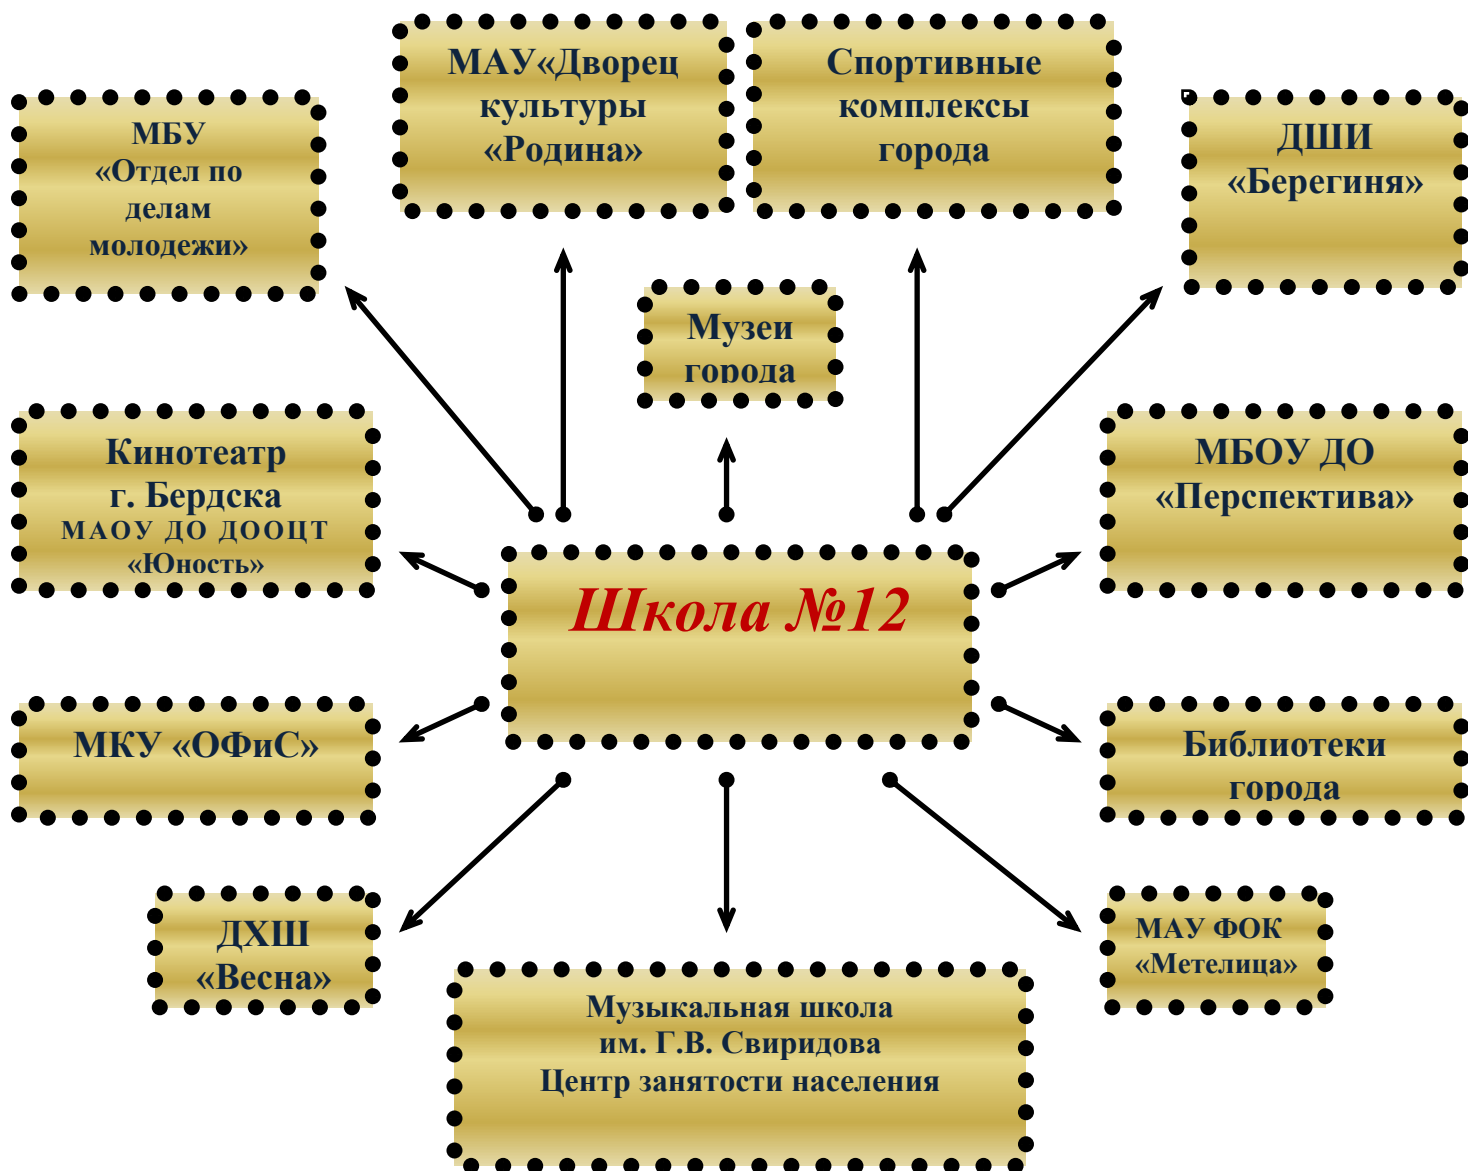 МАУ«Дворец
культуры
«Родина»
Спортивные
комплексы
города
МБУ
«Отдел по
делам
молодежи»
ДШИ
«Берегиня»
Музеи
города
Кинотеатр
г. Бердска
МАОУ ДО ДООЦТ
«Юность»
МБОУ ДО
«Перспектива»
Школа №12
МКУ «ОФиС»
Библиотеки
города
ДХШ
«Весна»
МАУ ФОК
«Метелица»
Музыкальная школа
им. Г.В. Свиридова
Центр занятости населения